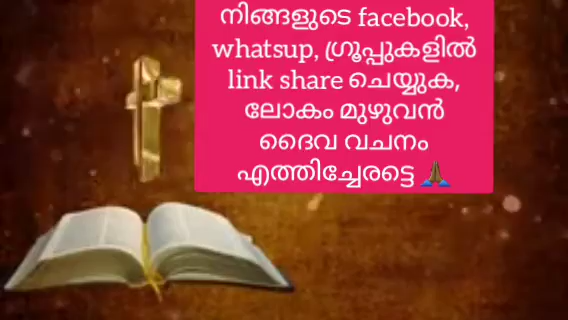 നിങ്ങളുടെ facebook,
whatsup, ഗ്രൂപ്പുകളിൽ
link share ചെയ്യുക,
ലോകം മുഴുവൻ
ദൈവ വചനം
എത്തിച്ചേരട്ടെ 🙏🏾